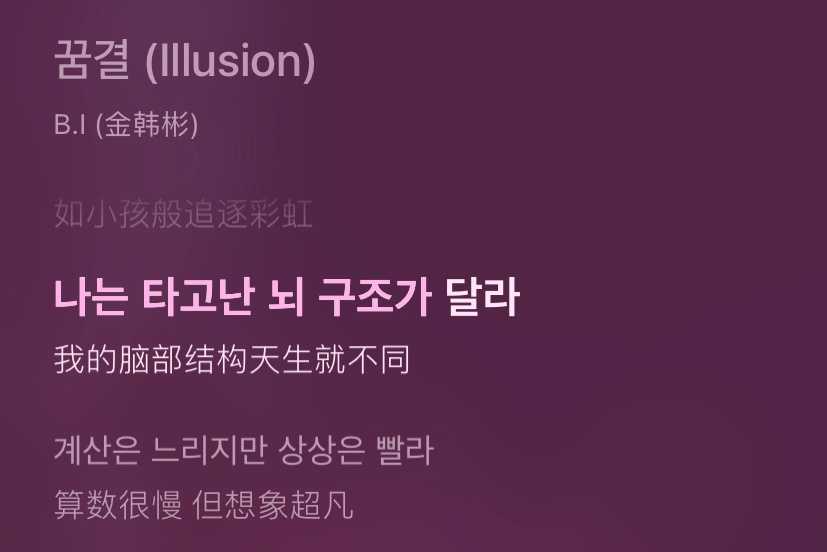 꿈결 (Illusion)
B.I (金韩彬)
如小孩般追逐彩虹
나는 타고난 뇌 구조가 달라
我的脑部结构天生就不同
계산은 느리지만 상상은 빨라
算数很慢 但想象超凡